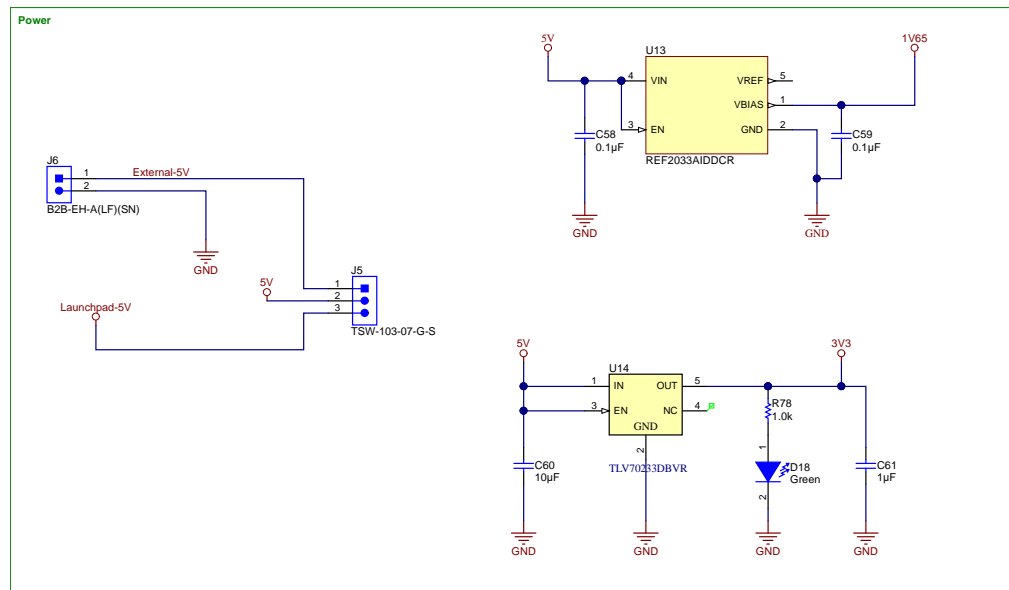 Power
J6
1
2
External-5V
B2B-EH-A(LF)(SN)
GND
Launchpad-5V
5V
J5
1
2
3
TSW-103-07-G-S
5V
1V65
U13
4 VIN
VREF 5
VBIAS 1
3 EN
GND 2
REF2033AIDDCR
C58
0.1µF
C59
0.1µF
GND
GND
5V
3V3
U14
1 IN
OUT 5
3 EN
NC 4
GND
2
TLV70233DBVR
C60
10µF
R78
1.0k
1
D18
Green
2
C61
1µF
GND
GND
GND
GND